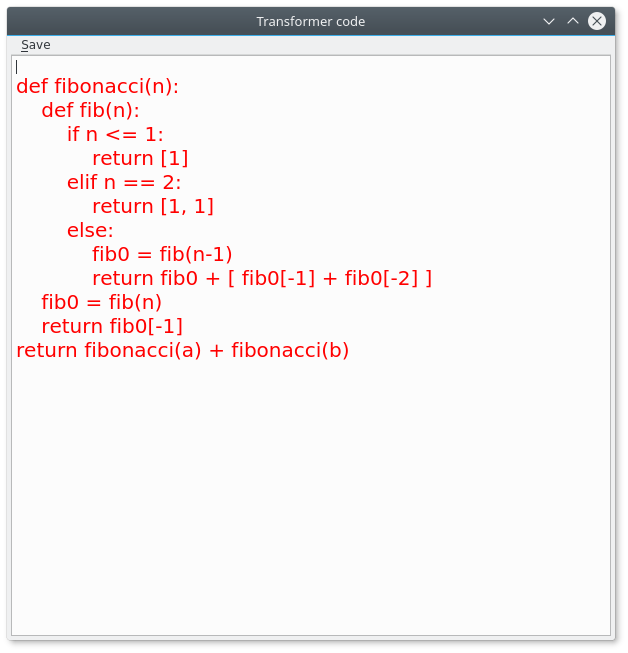 Transformer code
Save
def fibonacci(n):
    def fib(n):
        if n <= 1:
            return [1]
        elif n == 2:
            return [1, 1]
        else:
            fib0 = fib(n-1)
            return fib0 + [ fib0[-1] + fib0[-2] ]
    fib0 = fib(n)
    return fib0[-1]
return fibonacci(a) + fibonacci(b)